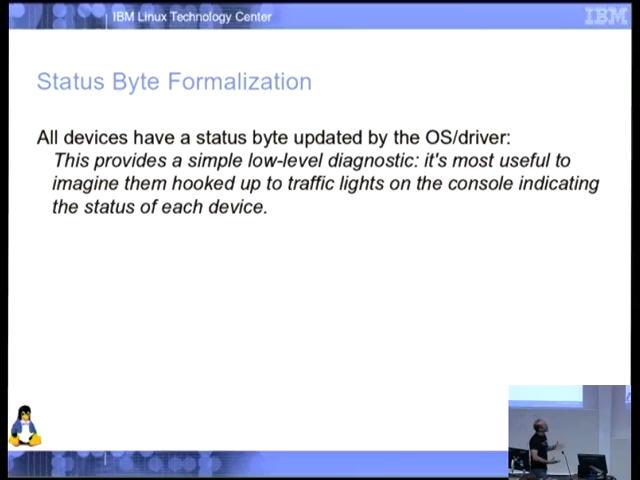 IBM Linux Technology Center
IBM
Status Byte Formalization
All devices have a status byte updated by the OS/driver:
This provides a simple low-level diagnostic: it's most useful to
imagine them hooked up to traffic lights on the console indicating
the status of each device.